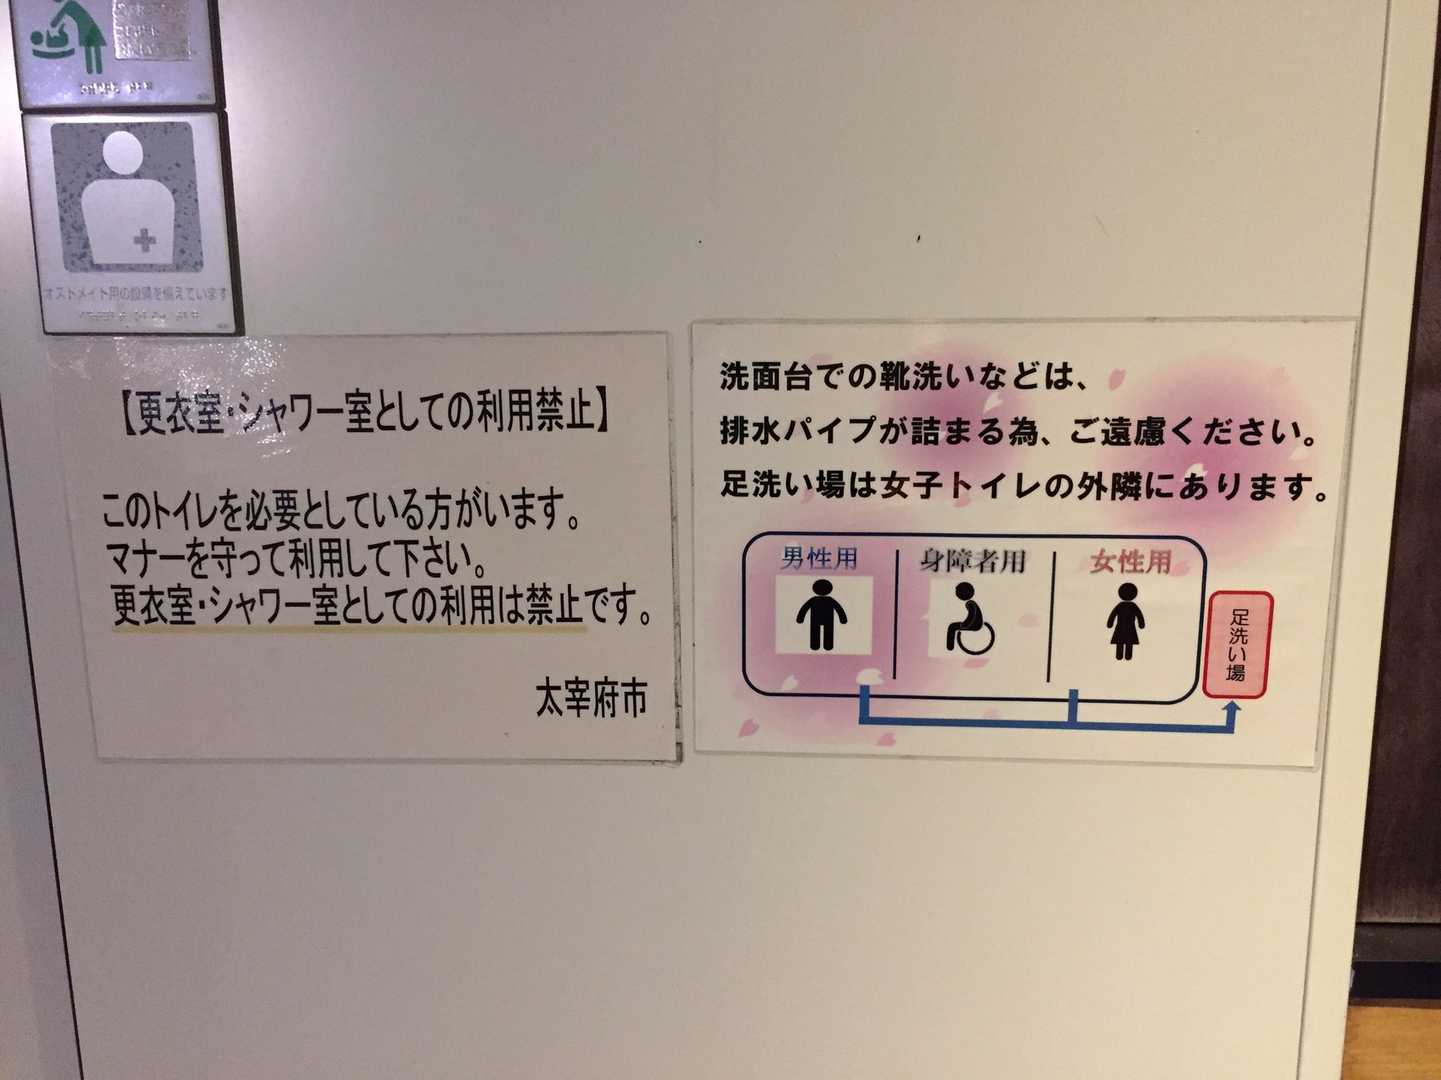 オストメイト用の設備を備えています
【更衣室・シャワー室としての利用禁止】
このトイレを必要としている方がいます。
マナーを守って利用して下さい。
更衣室・シャワー室としての利用は禁止です。
太宰府市
洗面台での靴洗いなどは、
排水パイプが詰まる為、ご遠慮ください。
足洗い場は女子トイレの外隣にあります。
男性用
身障者用
女性用
足洗い場